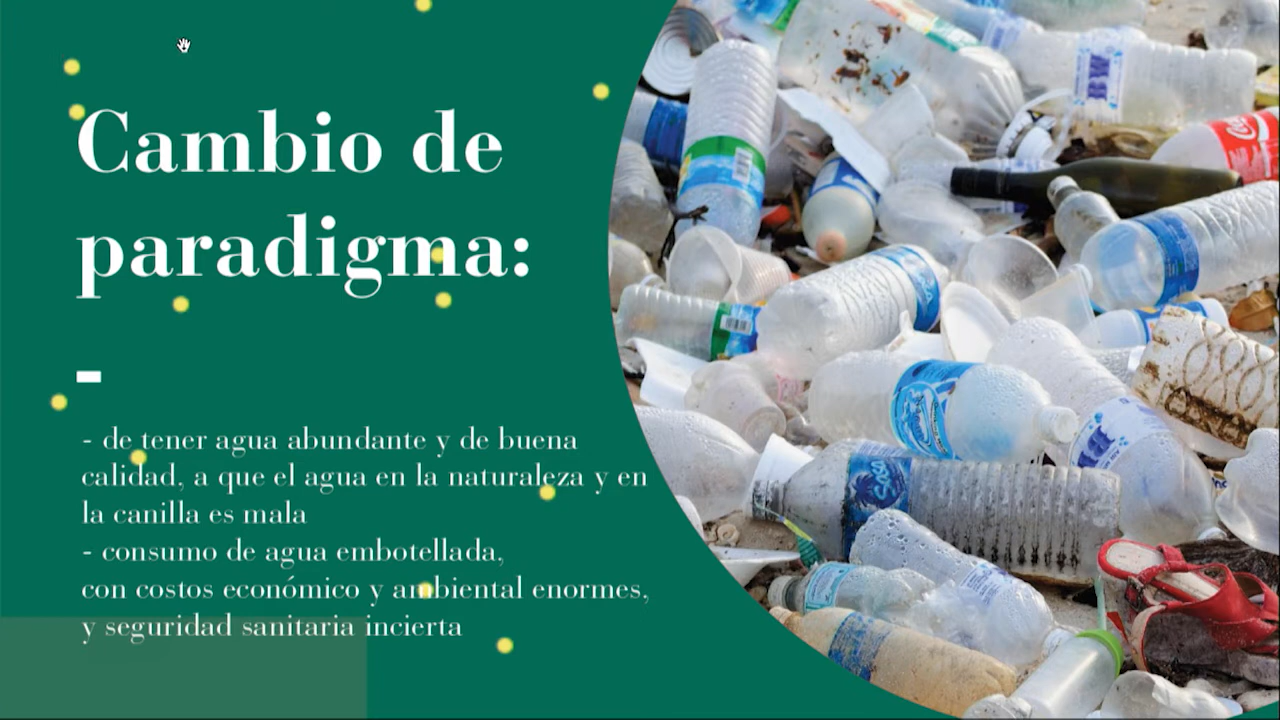 Cambio de
paradigma:
-
- de tener agua abundante y de buena
calidad, a que el agua en la naturaleza y en
la canilla es mala
- consumo de agua embotellada,
con costos económico y ambiental enormes,
y seguridad sanitaria incierta